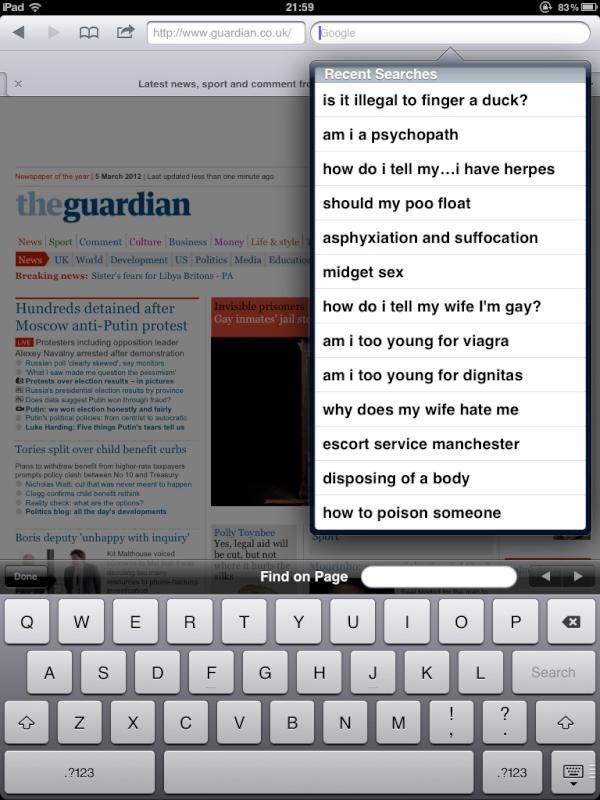 iPad 21:59 83%
http://www.guardian.co.uk/ Google
Latest news, sport and comment fro
Recent Searches
is it illegal to finger a duck?
am i a psychopath
how do i tell my...i have herpes
should my poo float
asphyxiation and suffocation
midget sex
how do i tell my wife I'm gay?
am i too young for viagra
am i too young for dignitas
why does my wife hate me
escort service manchester
disposing of a body
how to poison someone
Newspaper of the year | 5 March 2012 | Last updated less than one minute ago
theguardian
News Sport Comment Culture Business Money Life & style
News UK World Development US Politics Media Educatio
Breaking news: Sister's fears for Libya Britons - PA
Hundreds detained after
Moscow anti-Putin protest
LIVE Protesters including opposition leader
Alexey Navalny arrested after demonstration
Russian poll 'clearly skewed', say monitors
'What I saw made me question the pessimism'
Protests over election results – in pictures
Russia's presidential election results by province
Does data suggest Putin won through fraud?
Putin: we won election honestly and fairly
Putin's political policies: from centrist to autocratic
Luke Harding: Five things Putin's tears tell us
Tories split over child benefit curbs
Plans to withdraw benefit from higher-rate taxpayers
prompts policy clash between No 10 and Treasury
Nicholas Watt: cut that was never meant to happen
Clegg confirms child benefit rethink
Reality check: what are the options?
Politics blog: all the day's developments
Boris deputy 'unhappy with inquiry'
Kit Malthouse voiced
Invisible prisoners
Gay inmates' jail sto
Polly Toynbee
Yes, legal aid will
be cut, but not
where it hurts the
silks
Sport
Mourinho
Done Find on Page
Q W E R T Y U I O P
A S D F G H J K L Search
Z X C V B N M ! , ? .
.?123 .?123